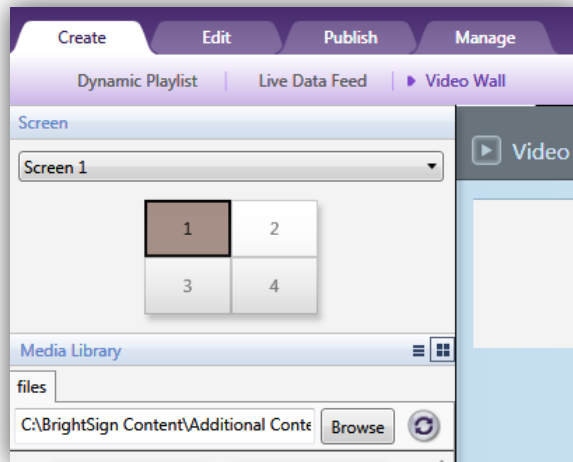 Create Edit Publish Manage
Dynamic Playlist Live Data Feed Video Wall
Screen
Video
Screen 1
1 2
3 4
Media Library
files
C:\BrightSign Content\Additional Conte Browse